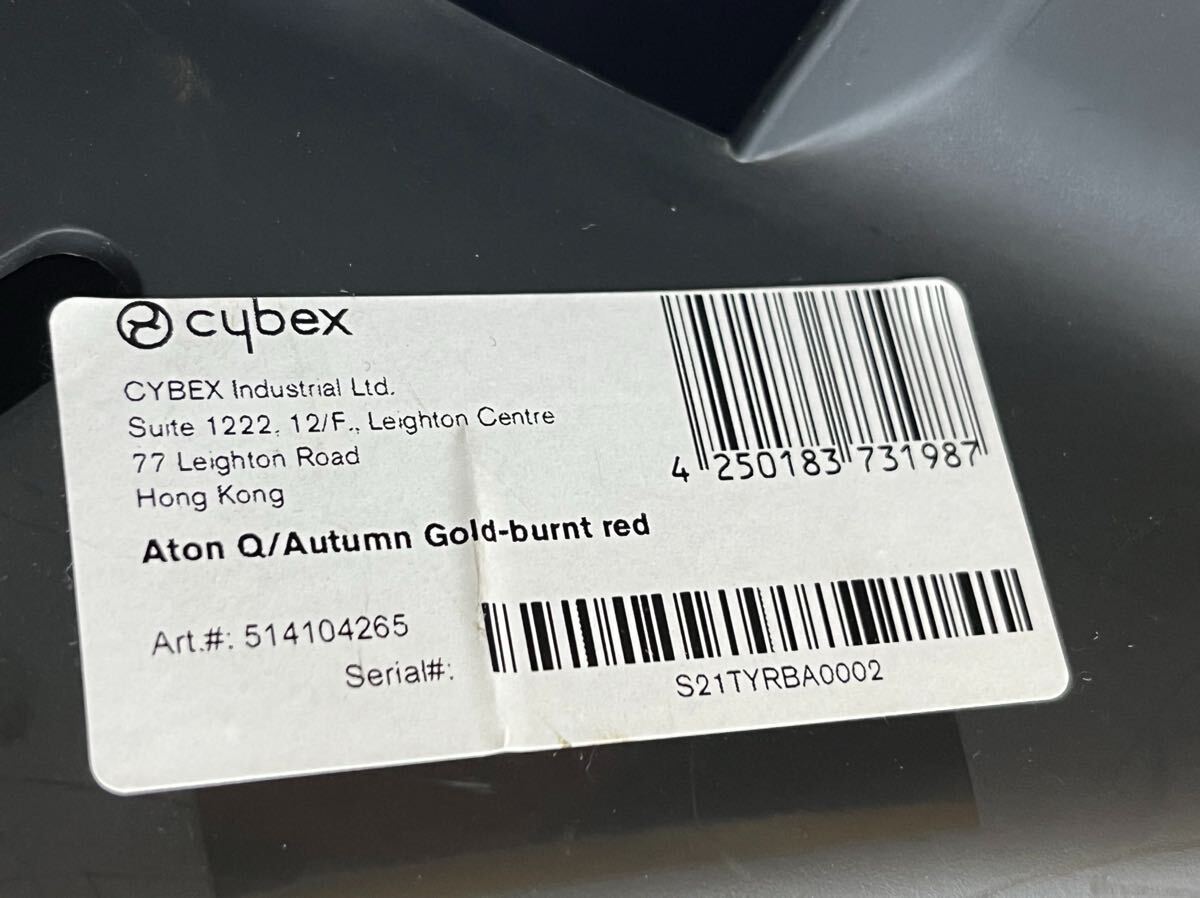 cybex
CYBEX Industrial Ltd.
Suite 1222, 12/F., Leighton Centre
77 Leighton Road
Hong Kong
4 250183 731987
Aton Q/Autumn Gold-burnt red
Art.#: 514104265
Serial#:
S21TYRBA0002